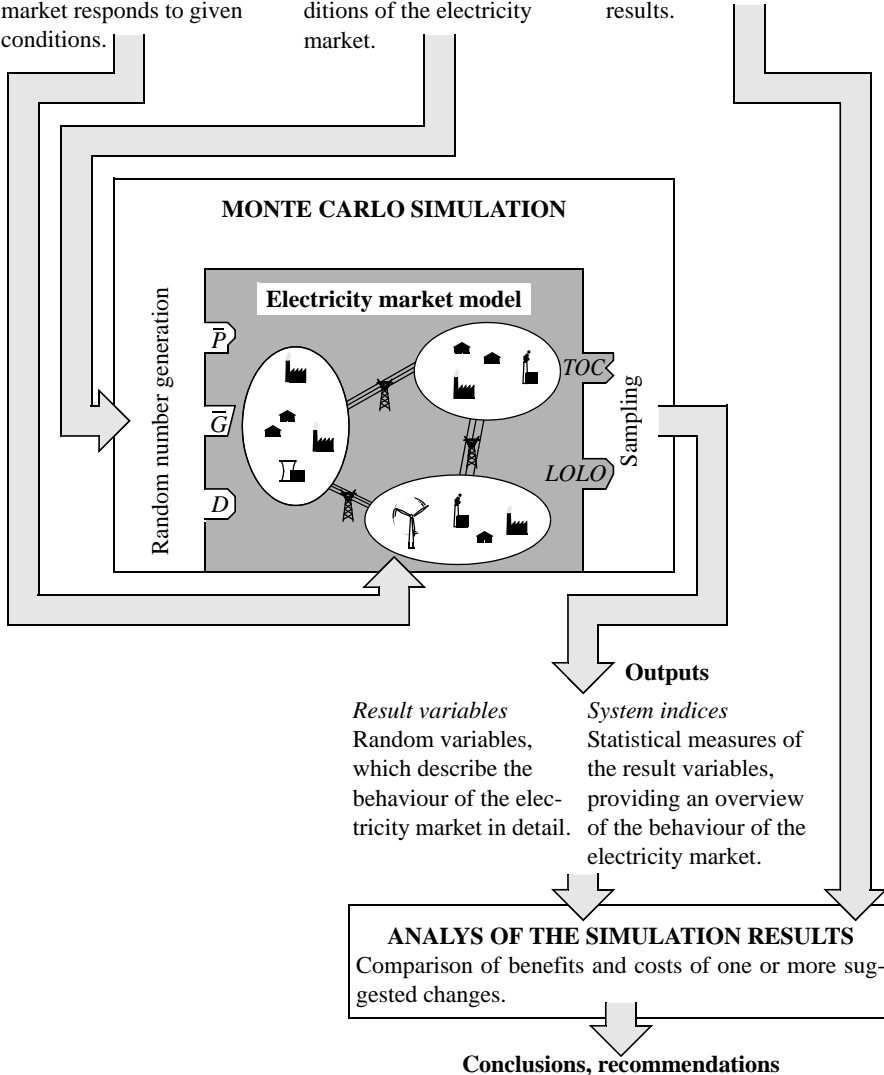 market responds to given
conditions.
ditions of the electricity
market.
results.
MONTE CARLO SIMULATION
Random number generation
Electricity market model
P̅
G̅
D
TOC
LOLO
Sampling
Outputs
Result variables
Random variables,
which describe the
behaviour of the elec-
tricity market in detail.
System indices
Statistical measures of
the result variables,
providing an overview
of the behaviour of the
electricity market.
ANALYS OF THE SIMULATION RESULTS
Comparison of benefits and costs of one or more sug-
gested changes.
Conclusions, recommendations